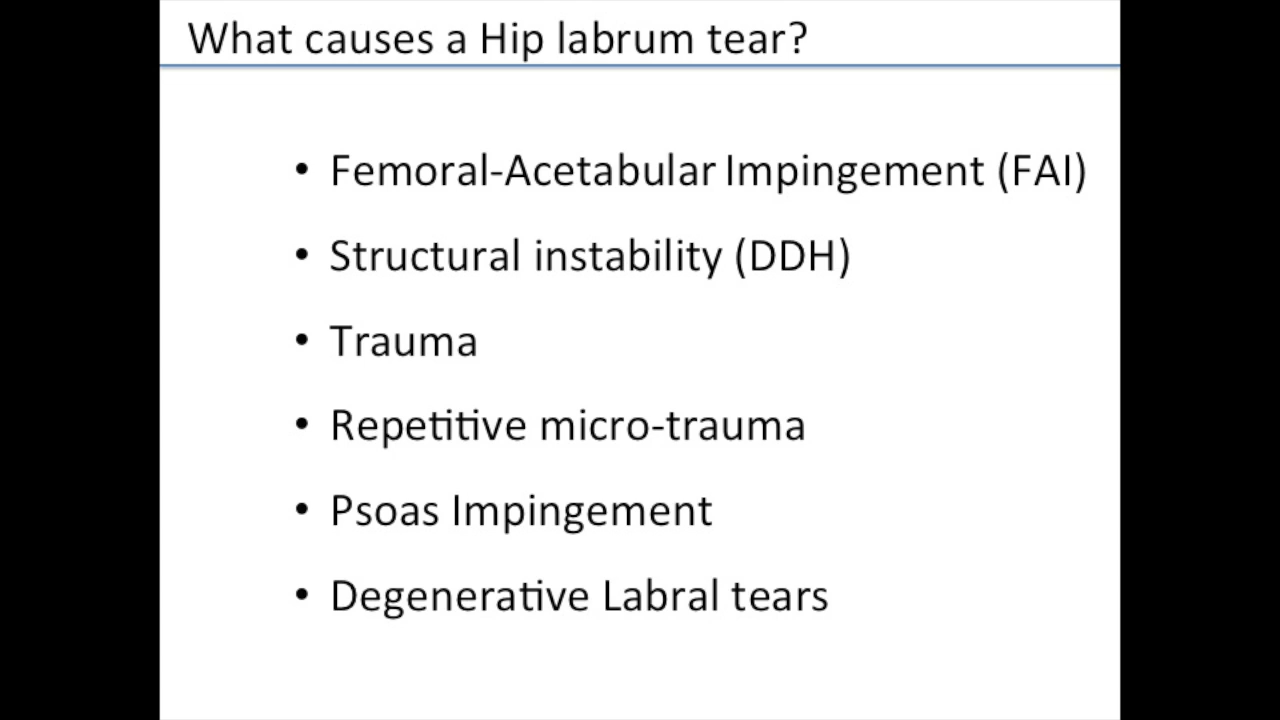 What causes a Hip labrum tear?
• Femoral-Acetabular Impingement (FAI)
• Structural instability (DDH)
• Trauma
• Repetitive micro-trauma
• Psoas Impingement
• Degenerative Labral tears